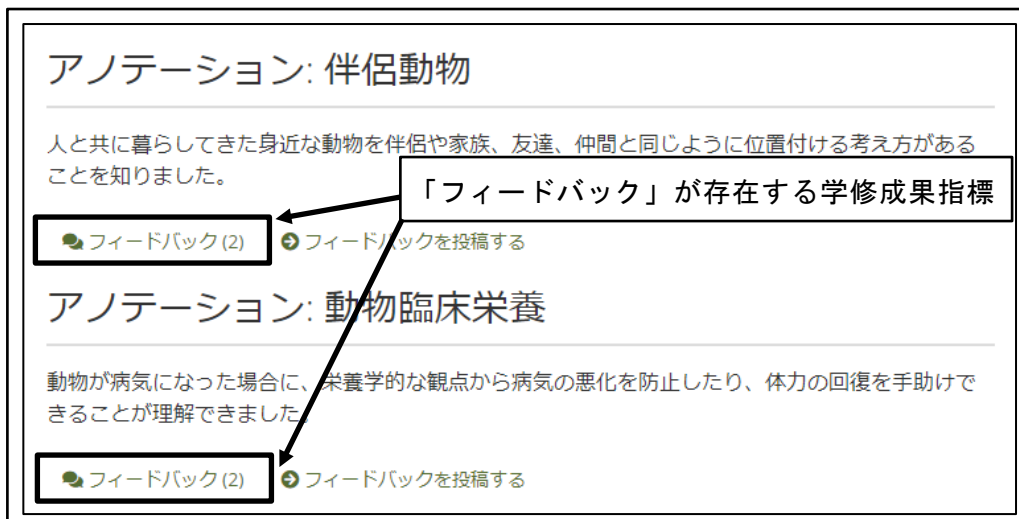 アノテーション: 伴侶動物
人と共に暮らしてきた身近な動物を伴侶や家族、友達、仲間と同じように位置付ける考え方がある
ことを知りました。
「フィードバック」が存在する学修成果指標
フィードバック (2) フィードバックを投稿する
アノテーション: 動物臨床栄養
動物が病気になった場合に、栄養学的な観点から病気の悪化を防止したり、体力の回復を手助けで
きることが理解できました。
フィードバック (2) フィードバックを投稿する